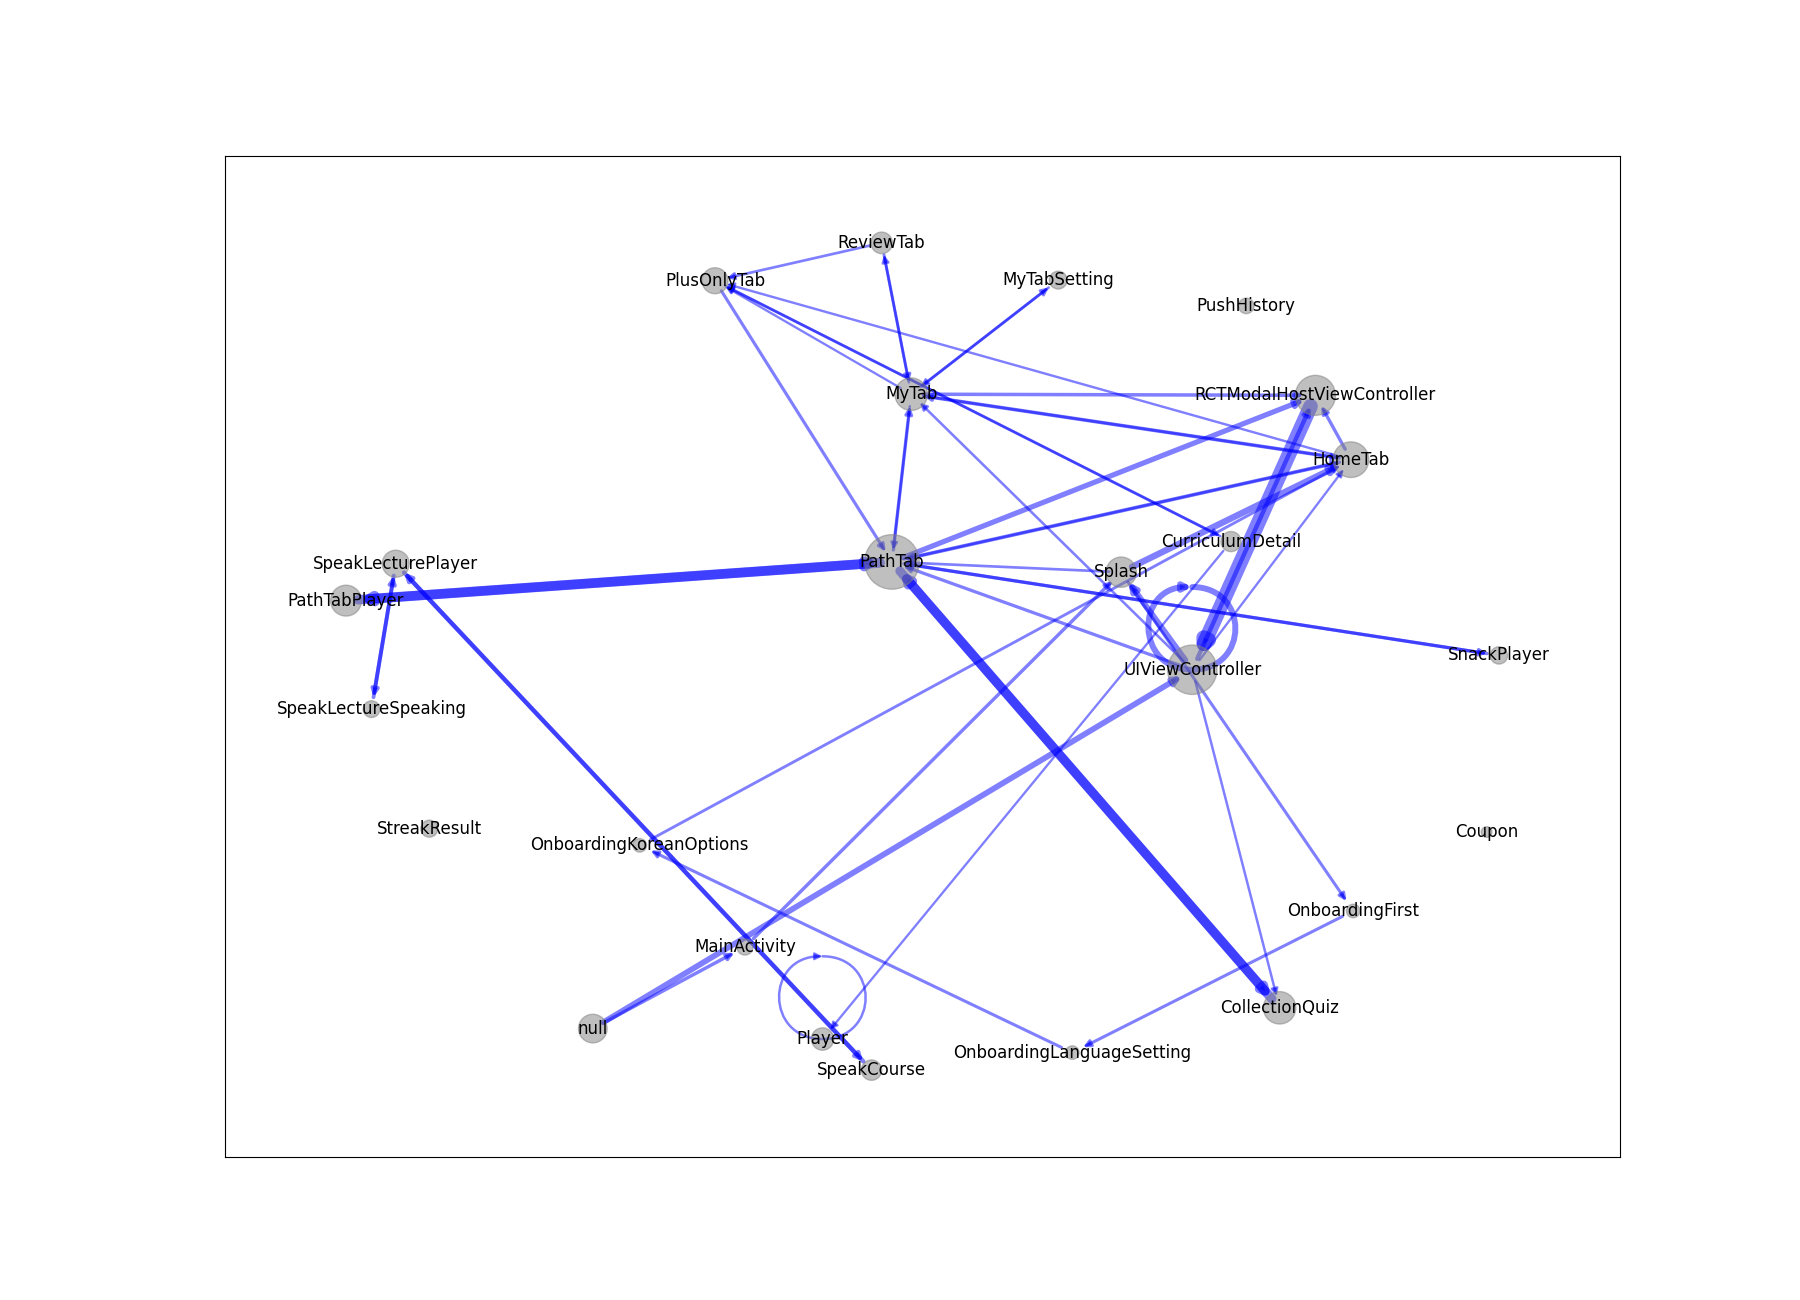 ReviewTab
PlusOnlyTab
MyTabSetting
PushHistory
MyTab
RCTModalHostViewController
HomeTab
CurriculumDetail
SpeakLecturePlayer
PathTab
Splash
PathTabPlayer
SnackPlayer
UIViewController
SpeakLectureSpeaking
StreakResult
Coupon
OnboardingKoreanOptions
OnboardingFirst
MainActivity
CollectionQuiz
null
Player
OnboardingLanguageSetting
SpeakCourse